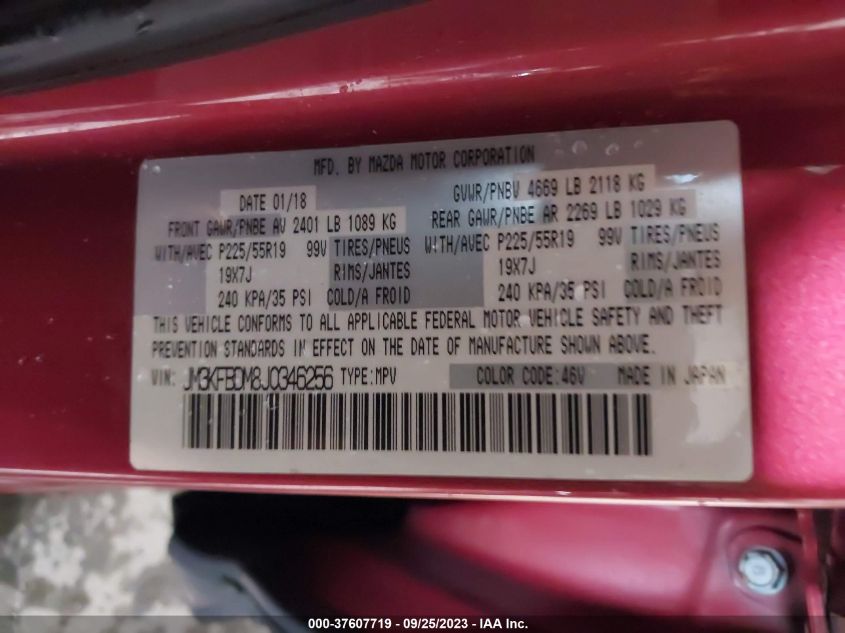 MFD. BY MAZDA MOTOR CORPORATION
DATE 01/18 GVWR/PNBV 4669 LB 2118 KG
FRONT GAWR/PNBE AV 2401 LB 1089 KG REAR GAWR/PNBE AR 2269 LB 1029 KG
WITH/AVEC P225/55R19 99V TIRES/PNEUS WITH/AVEC P225/55R19 99V TIRES/PNEUS
19X7J RIMS/JANTES 19X7J RIMS/JANTES
240 KPA/35 PSI COLD/A FROID 240 KPA/35 PSI COLD/A FROID
THIS VEHICLE CONFORMS TO ALL APPLICABLE FEDERAL MOTOR VEHICLE SAFETY AND THEFT
PREVENTION STANDARDS IN EFFECT ON THE DATE OF MANUFACTURE SHOWN ABOVE.
VIN: JM3KFBDM8J0346256 TYPE:MPV COLOR CODE:46V MADE IN JAPAN
000-37607719 - 09/25/2023 - IAA Inc.